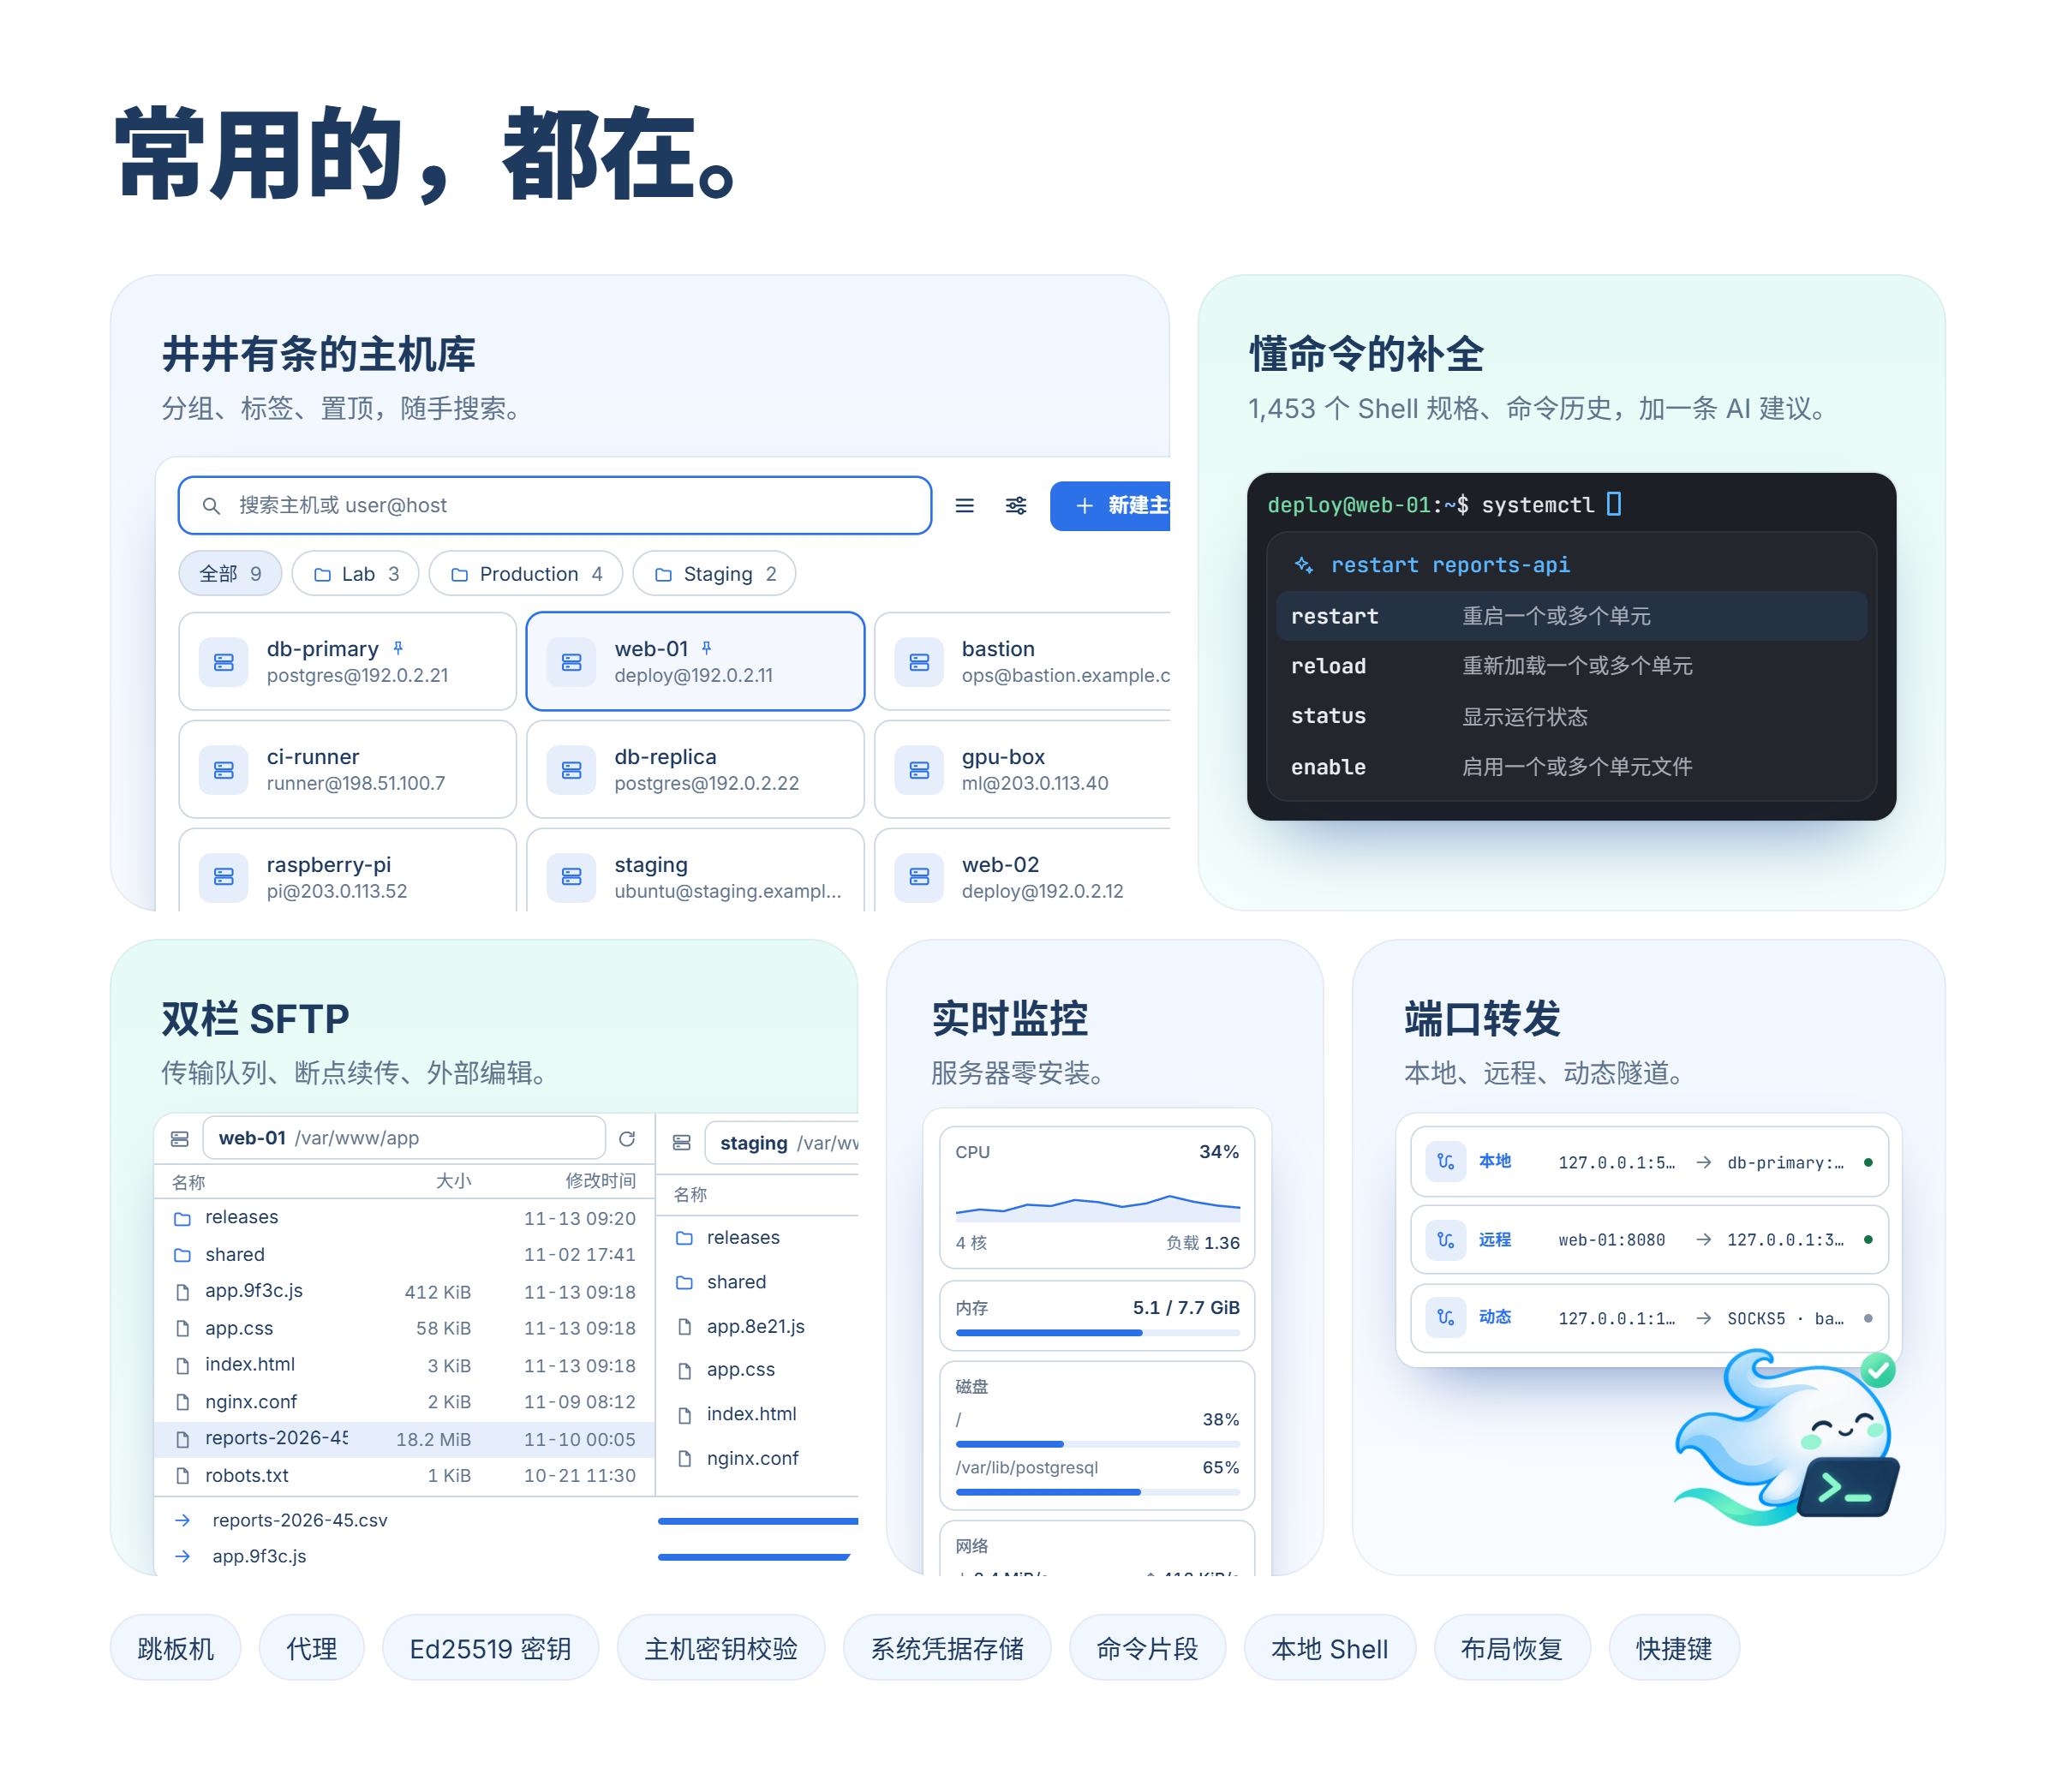 常用的，都在。
井井有条的主机库
分组、标签、置顶，随手搜索。
搜索主机或 user@host
新建主
全部 9
Lab 3
Production 4
Staging 2
db-primary
postgres@192.0.2.21
web-01
deploy@192.0.2.11
bastion
ops@bastion.example.c
ci-runner
runner@198.51.100.7
db-replica
postgres@192.0.2.22
gpu-box
ml@203.0.113.40
raspberry-pi
pi@203.0.113.52
staging
ubuntu@staging.exampl...
web-02
deploy@192.0.2.12
懂命令的补全
1,453 个 Shell 规格、命令历史，加一条 AI 建议。
deploy@web-01:~$ systemctl
restart reports-api
restart 重启一个或多个单元
reload 重新加载一个或多个单元
status 显示运行状态
enable 启用一个或多个单元文件
双栏 SFTP
传输队列、断点续传、外部编辑。
web-01 /var/www/app
名称 大小 修改时间
releases 11-13 09:20
shared 11-02 17:41
app.9f3c.js 412 KiB 11-13 09:18
app.css 58 KiB 11-13 09:18
index.html 3 KiB 11-13 09:18
nginx.conf 2 KiB 11-09 08:12
reports-2026-45 18.2 MiB 11-10 00:05
robots.txt 1 KiB 10-21 11:30
staging /var/ww
名称
releases
shared
app.8e21.js
app.css
index.html
nginx.conf
reports-2026-45.csv
app.9f3c.js
实时监控
服务器零安装。
CPU 34%
4 核 负载 1.36
内存 5.1 / 7.7 GiB
磁盘
/ 38%
/var/lib/postgresql 65%
网络
端口转发
本地、远程、动态隧道。
本地 127.0.0.1:5… → db-primary:…
远程 web-01:8080 → 127.0.0.1:3…
动态 127.0.0.1:1… → SOCKS5 · ba…
跳板机
代理
Ed25519 密钥
主机密钥校验
系统凭据存储
命令片段
本地 Shell
布局恢复
快捷键